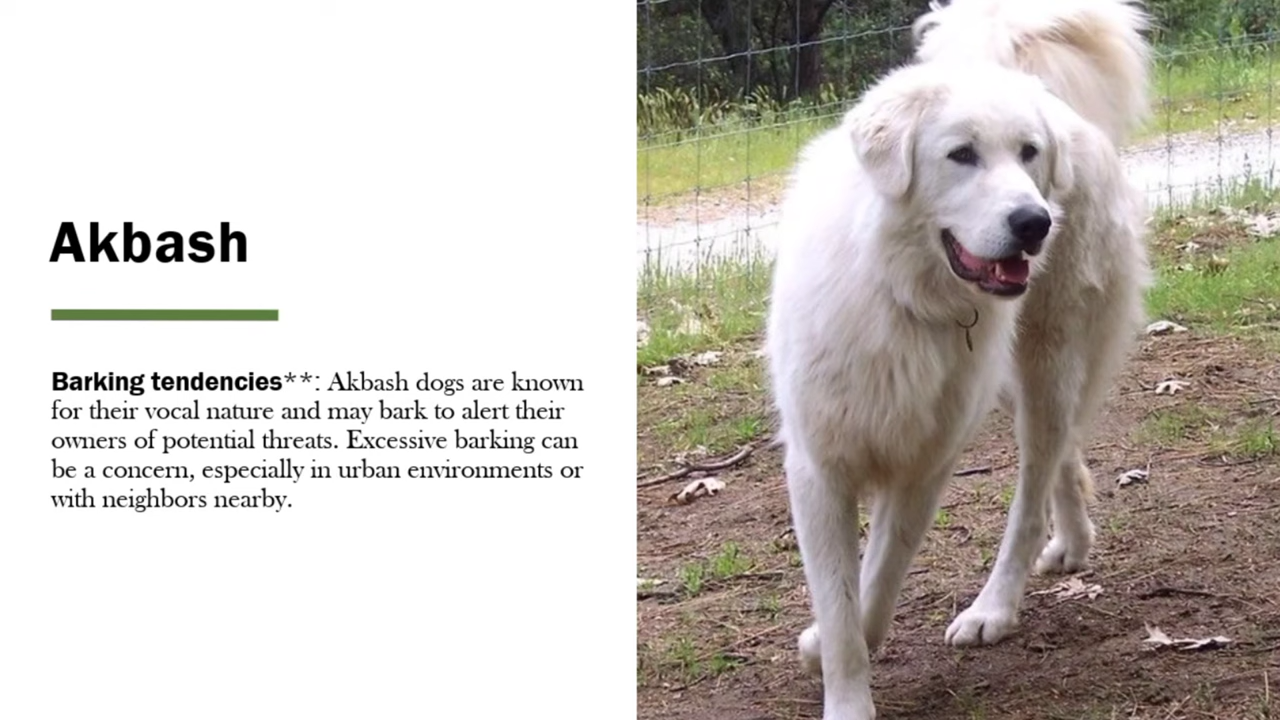 Akbash
Barking tendencies**: Akbash dogs are known
for their vocal nature and may bark to alert their
owners of potential threats. Excessive barking can
be a concern, especially in urban environments or
with neighbors nearby.